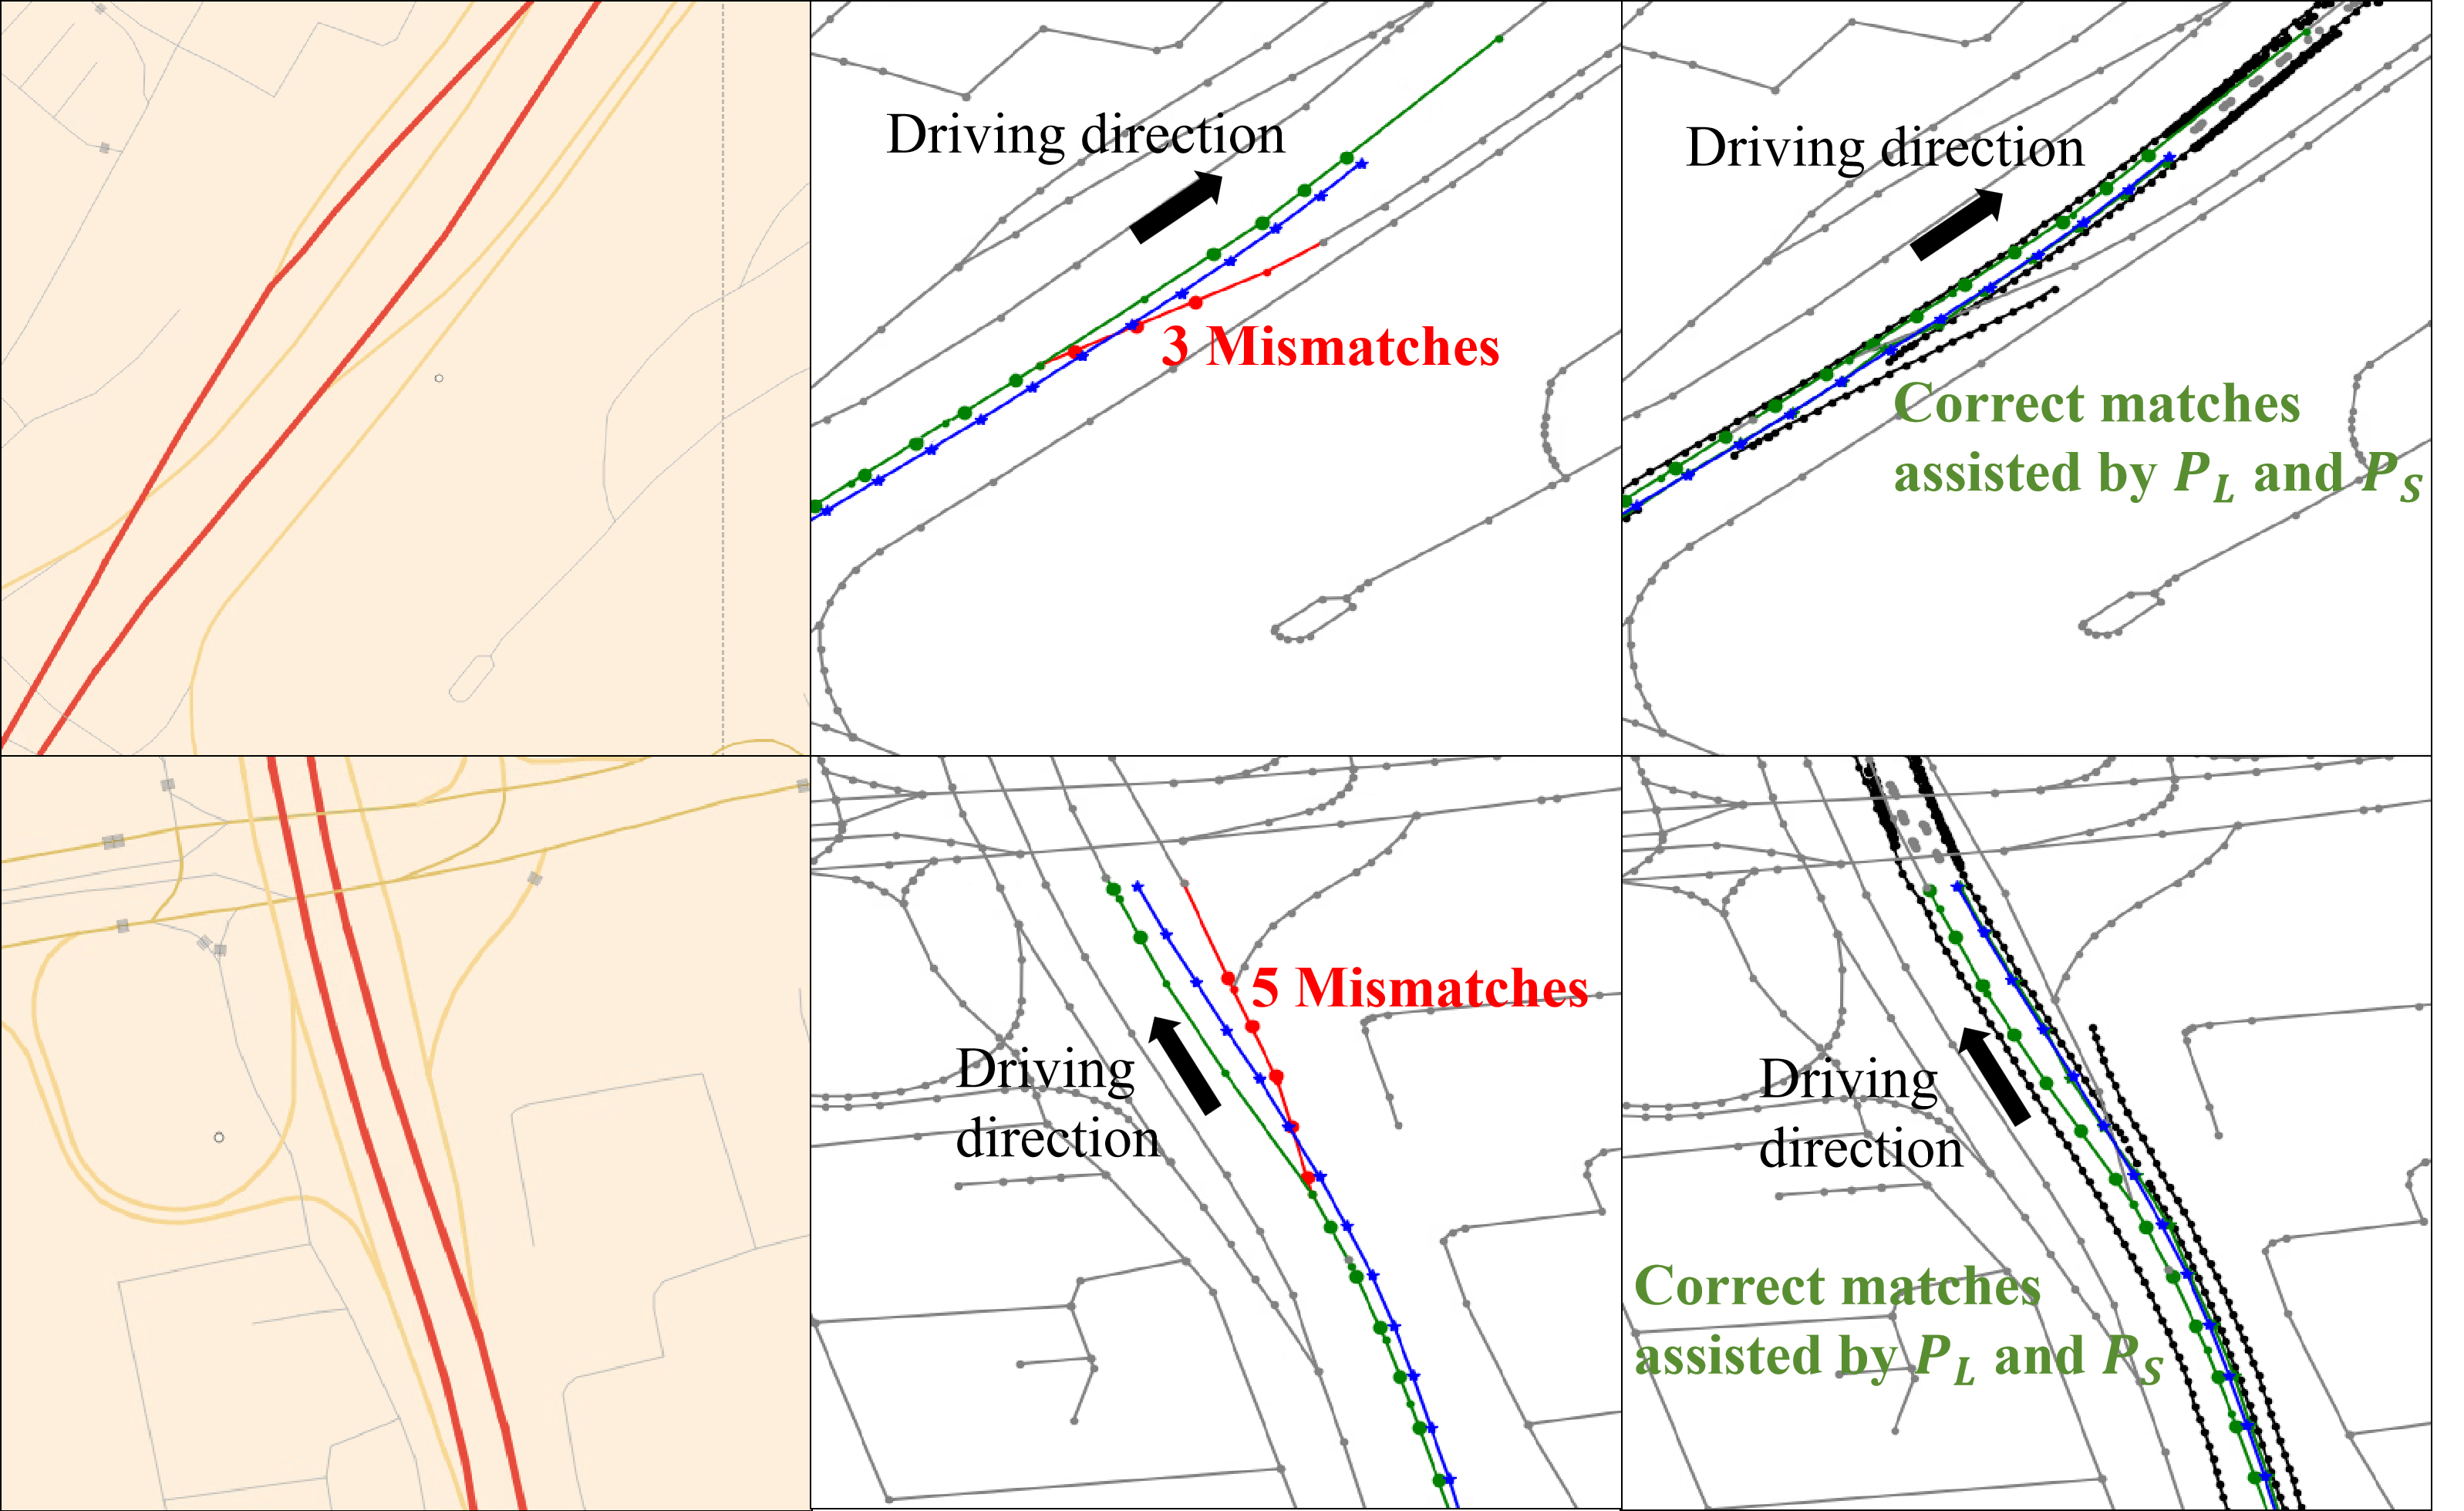 Driving direction
3 Mismatches
Driving direction
Correct matches
assisted by P_L and P_S
5 Mismatches
Driving
direction
Driving
direction
Correct matches
assisted by P_L and P_S